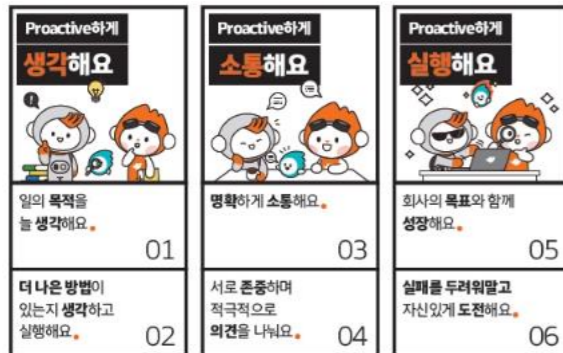 Proactive하게
생각해요
일의 목적을
늘 생각해요.
01
더 나은 방법이
있는지 생각하고
실행해요.
02
Proactive하게
소통해요
명확하게 소통해요.
03
서로 존중하며
적극적으로
의견을 나눠요.
04
Proactive하게
실행해요
회사의 목표와 함께
성장해요.
05
실패를 두려워말고
자신있게 도전해요.
06